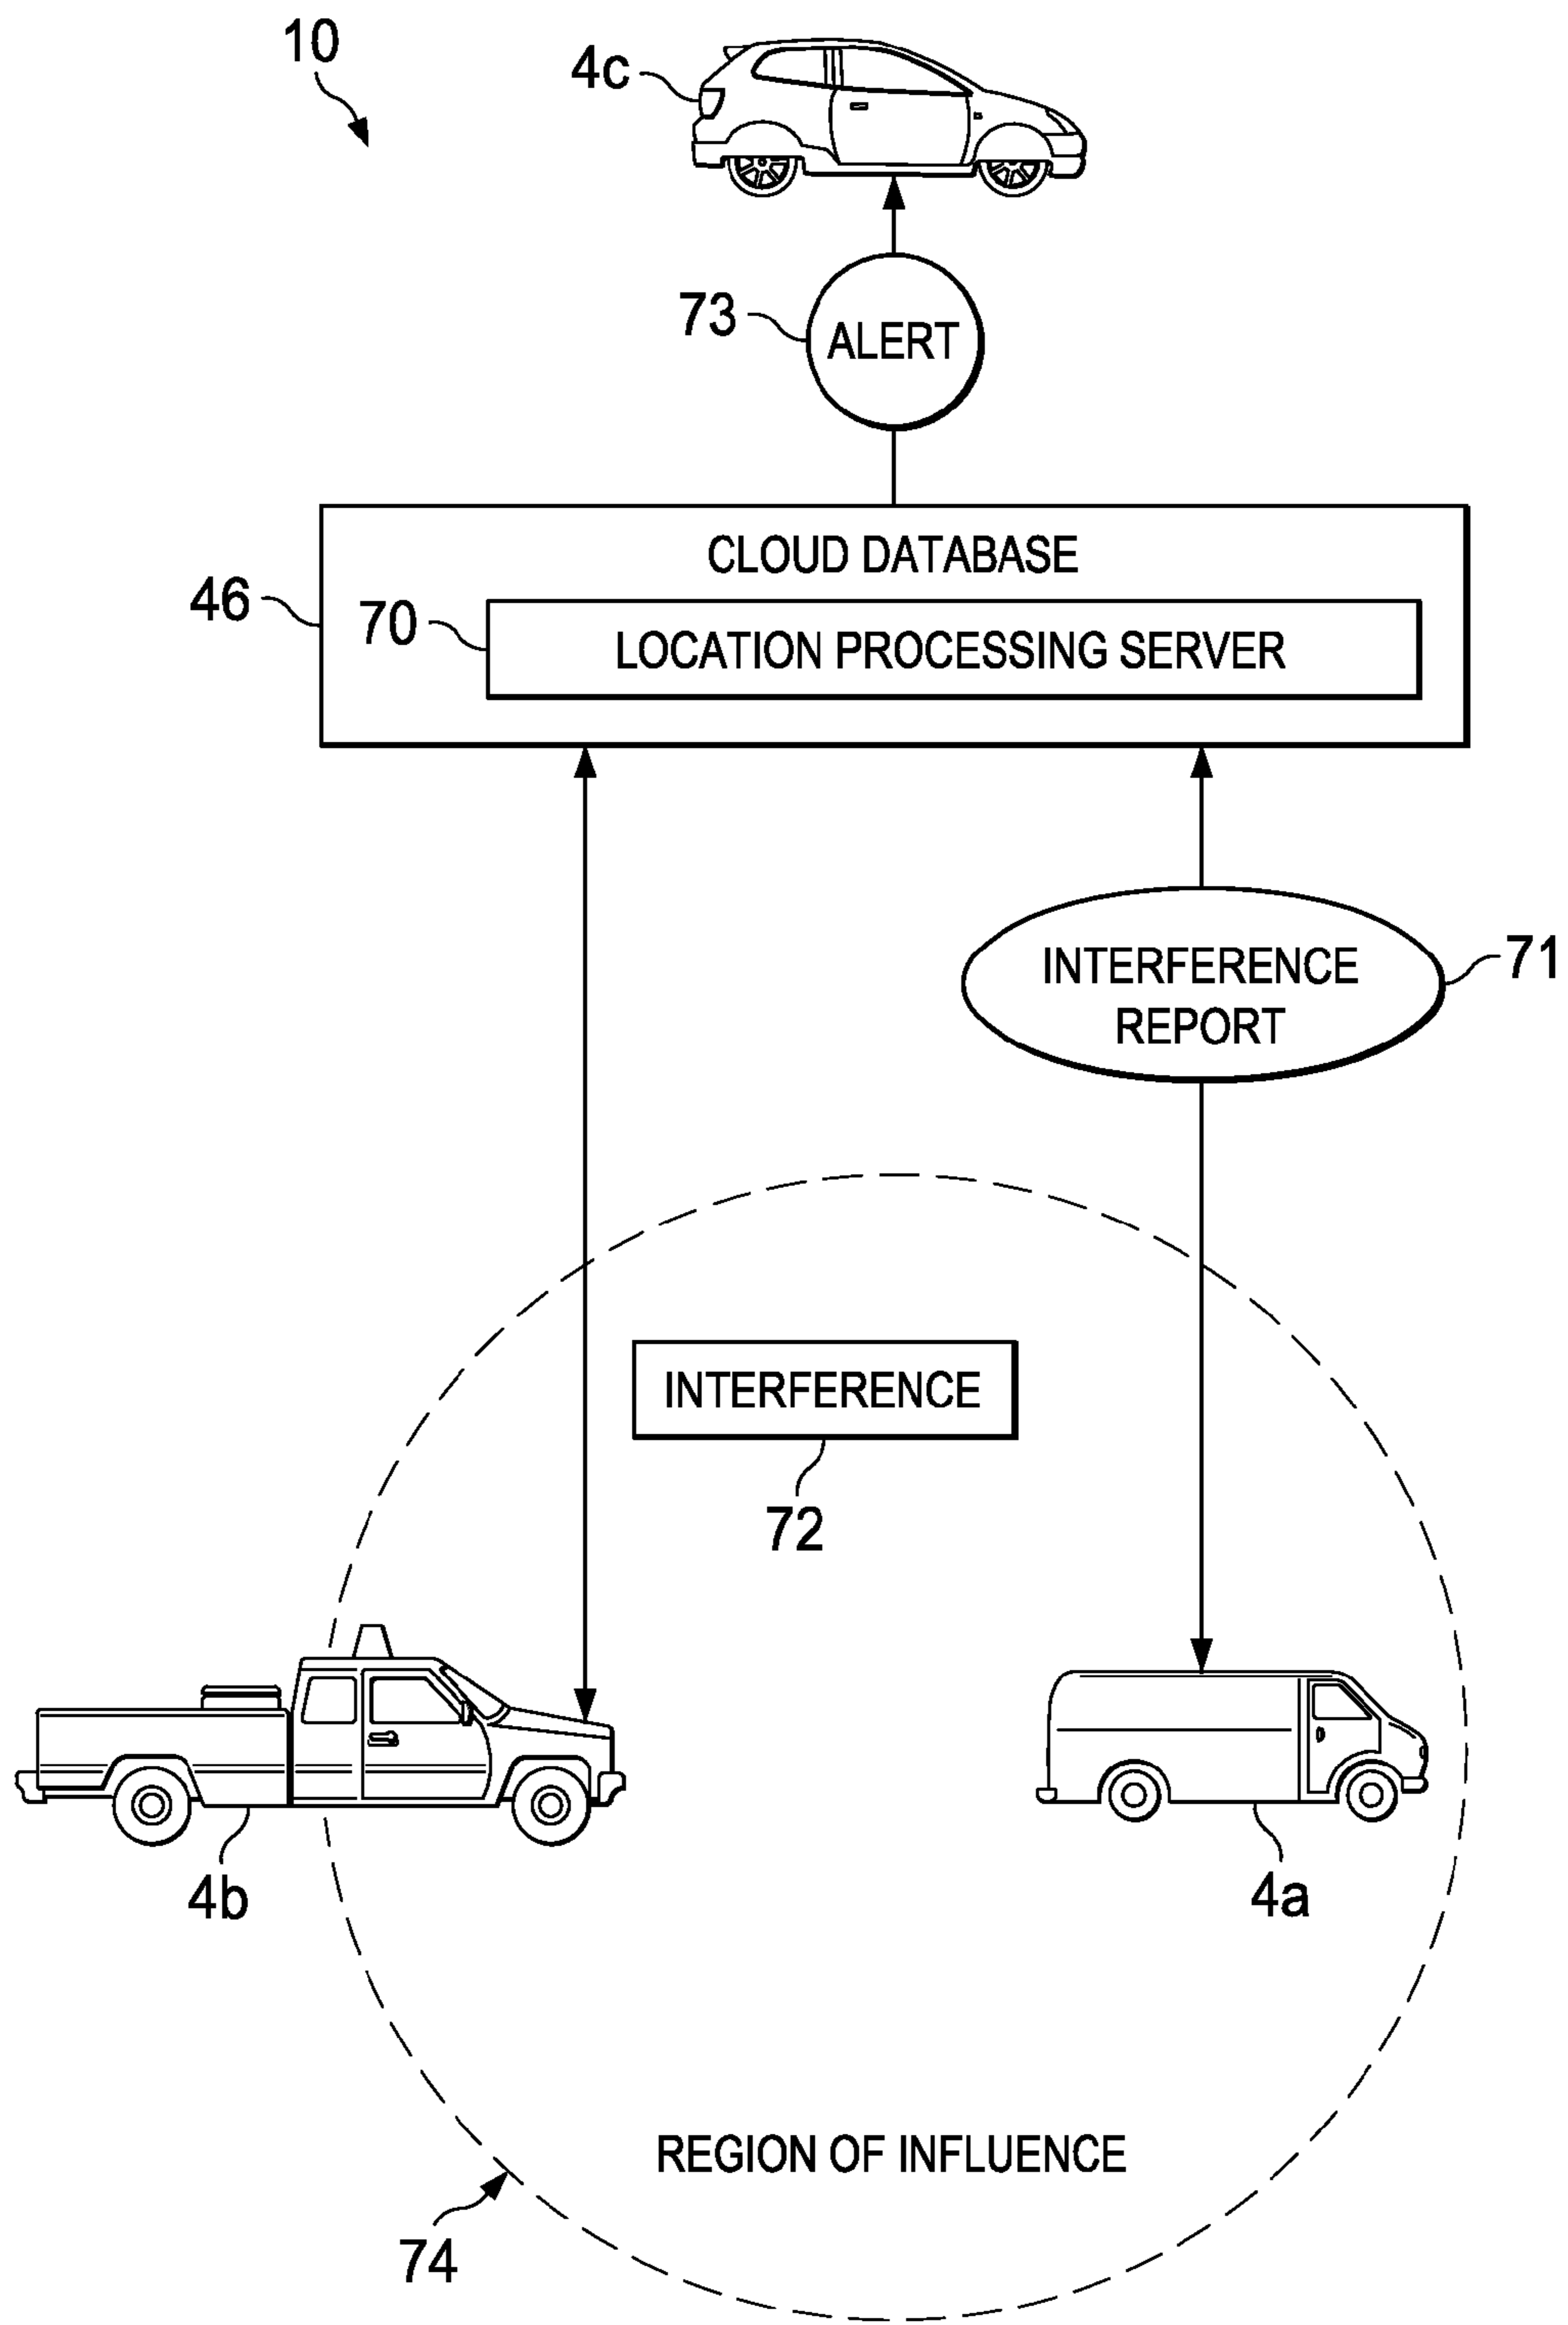 10
4c
73
ALERT
CLOUD DATABASE
46
70
LOCATION PROCESSING SERVER
INTERFERENCE
REPORT
71
INTERFERENCE
72
4b
4a
REGION OF INFLUENCE
74